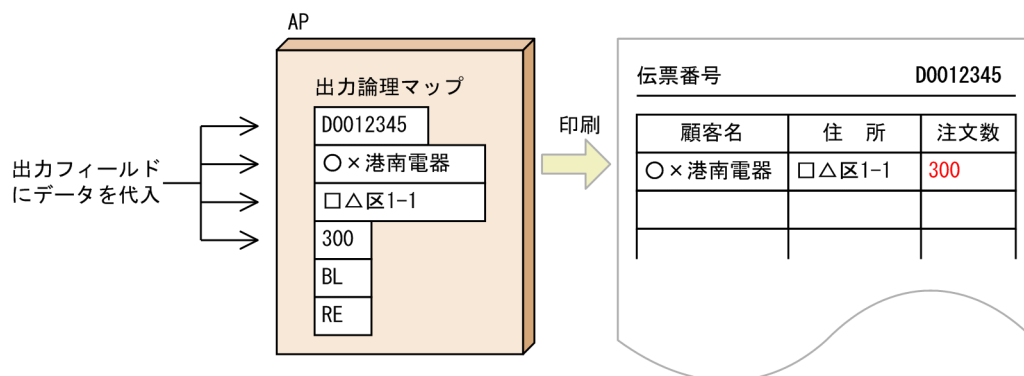 AP
出力論理マップ
D0012345
○×港南電器
□△区1-1
300
BL
RE
出力フィールド
にデータを代入
印刷
伝票番号 D0012345
顧客名 住 所 注文数
○×港南電器 □△区1-1 300